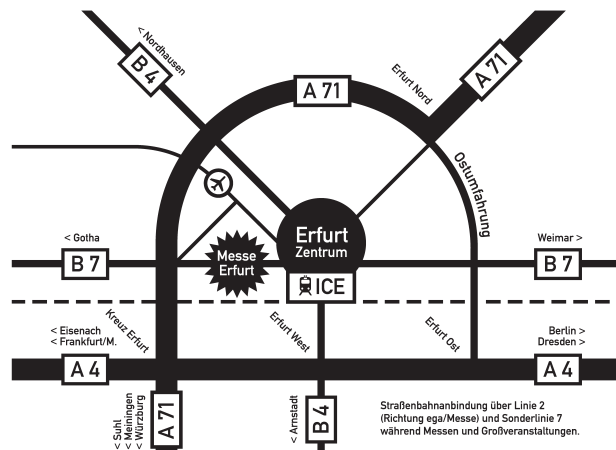 < Nordhausen
B 4
A 71
Erfurt Nord
A 71
Ostumfahrung
Erfurt
Zentrum
Messe
Erfurt
< Gotha
B 7
Weimar >
B 7
ICE
Kreuz Erfurt
Erfurt West
Erfurt Ost
< Eisenach
< Frankfurt/M.
A 4
Berlin >
Dresden >
A 4
< Suhl
< Meiningen
< Würzburg
A 71
< Arnstadt
B 4
Straßenbahnanbindung über Linie 2
(Richtung ega/Messe) und Sonderlinie 7
während Messen und Großveranstaltungen.